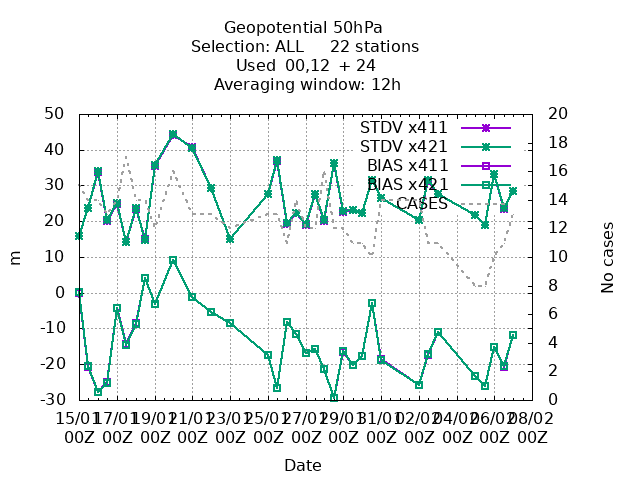 Geopotential 50hPa
Selection: ALL 22 stations
Used 00,12 + 24
Averaging window: 12h
50 20
STDV x411
STDV x421
BIAS x411
BIAS x421
CASES
40
30
20
10
0
-10
-20
-30
18
16
14
12
10
8
6
4
2
0
m
No cases
15/01 17/01 19/01 21/01 23/01 25/01 27/01 29/01 31/01 02/02 04/02 06/02 08/02
00Z 00Z 00Z 00Z 00Z 00Z 00Z 00Z 00Z 00Z 00Z 00Z 00Z
Date